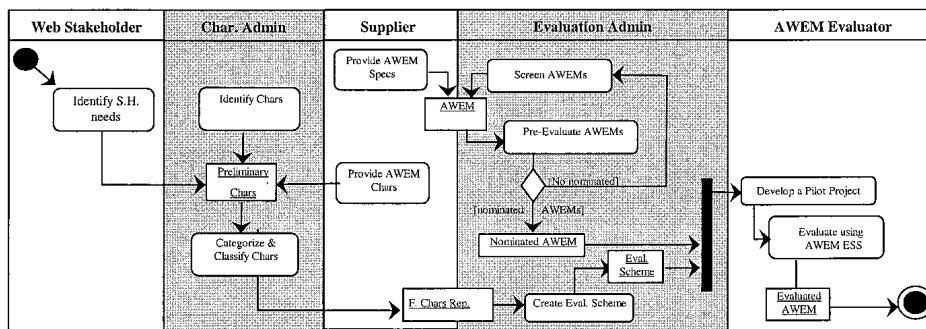 Web Stakeholder
Char. Admin
Supplier
Evaluation Admin
AWEM Evaluator
Provide AWEM
Specs
Screen AWEMs
Identify S.H.
needs
Identify Chars
AWEM
Pre-Evaluate AWEMs
Preliminary
Chars
Provide AWEM
Chars
[No nominated]
Develop a Pilot Project
[nominated AWEMs]
Categorize &
Classify Chars
Nominated AWEM
Evaluate using
AWEM ESS
Eval.
Scheme
F. Chars Rep.
Create Eval. Scheme
Evaluated
AWEM